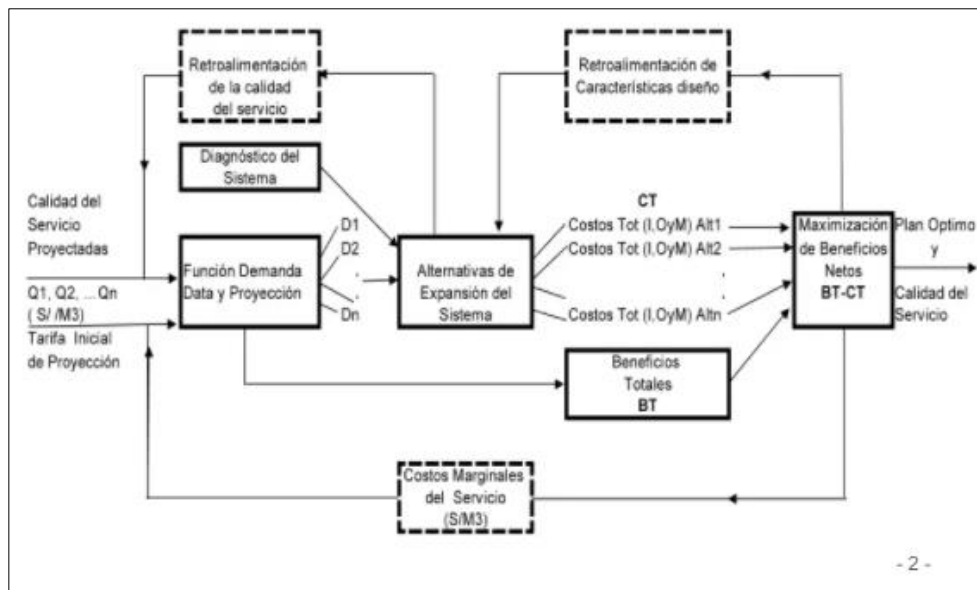 Retroalimentación
de la calidad
del servicio
Retroalimentación de
Características diseño
Diagnóstico del
Sistema
Calidad del
Servicio
Proyectadas
Q1, Q2, ... Qn
( S/ /M3)
Tarifa Inicial
de Proyección
Función Demanda
Data y Proyección
D1
D2
Dn
Alternativas de
Expansión del
Sistema
CT
Costos Tot (I,OyM) Alt1
Costos Tot (I,OyM) Alt2
Costos Tot (I,OyM) Altn
Beneficios
Totales
BT
Maximización
de Beneficios
Netos
BT-CT
Plan Optimo
y
Calidad del
Servicio
Costos Marginales
del Servicio
(S/M3)
- 2 -